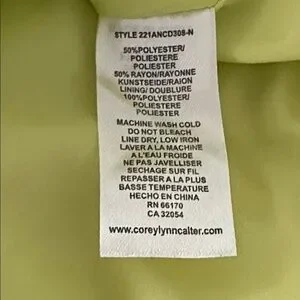 STYLE 221ANCD308-N
50%POLYESTER/
POLIESTER/
POLIESTERE
50% RAYON/RAYONNE
KUNSTSEIDE/RAION
LINING/ DOUBLURE
100%POLYESTER/
POLIESTERE
MACHINE WASH COLD
DO NOT BLEACH
LINE DRY, LOW IRON
LAVER A LA MACHINE
A L'EAU FROIDE
NE PAS JAVELLISER
SECHAGE SUR FIL
REPASSER A LA PLUS
BASSE TEMPERATURE
HECHO EN CHINA
RN 66170
CA 32054
www.coreylynncalter.com